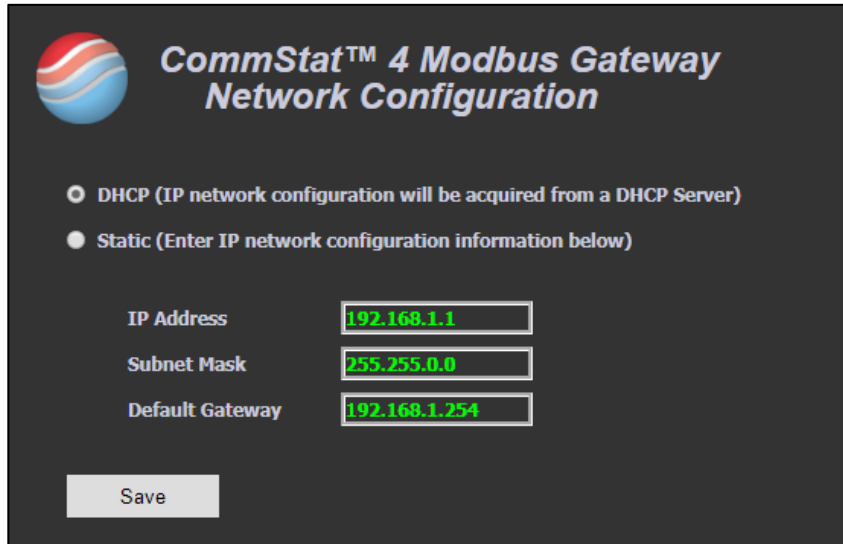 CommStat™ 4 Modbus Gateway
Network Configuration
DHCP (IP network configuration will be acquired from a DHCP Server)
Static (Enter IP network configuration information below)
IP Address 192.168.1.1
Subnet Mask 255.255.0.0
Default Gateway 192.168.1.254
Save